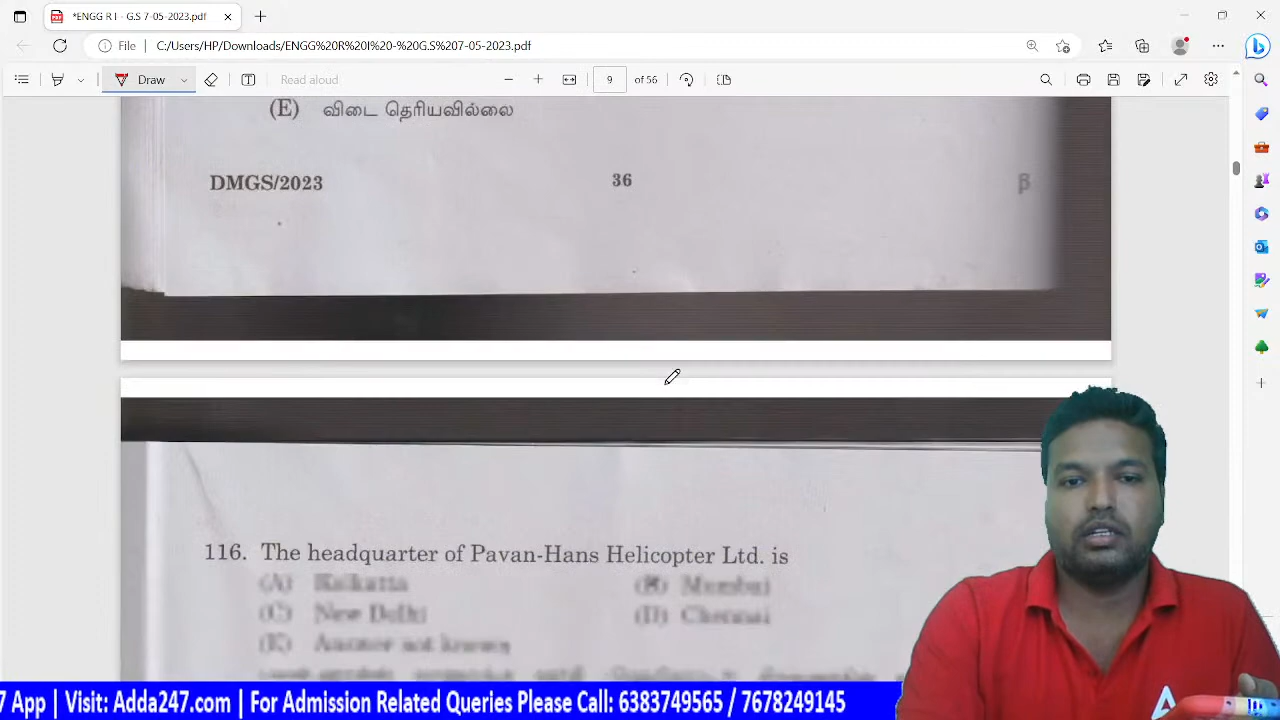 *ENGG R I - G.S 7-05-2023.pdf
File C:/Users/HP/Downloads/ENGG%20R%20I%20-%20G.S%207-05-2023.pdf
Draw Read aloud 9 of 56
(E) விடை தெரியவில்லை
DMGS/2023 36 β
116. The headquarter of Pavan-Hans Helicopter Ltd. is
(A) Kalkatta (B) Mumbai
(C) New Delhi (D) Chennai
(E) Answer not known
7 App | Visit: Adda247.com | For Admission Related Queries Please Call: 6383749565 / 7678249145